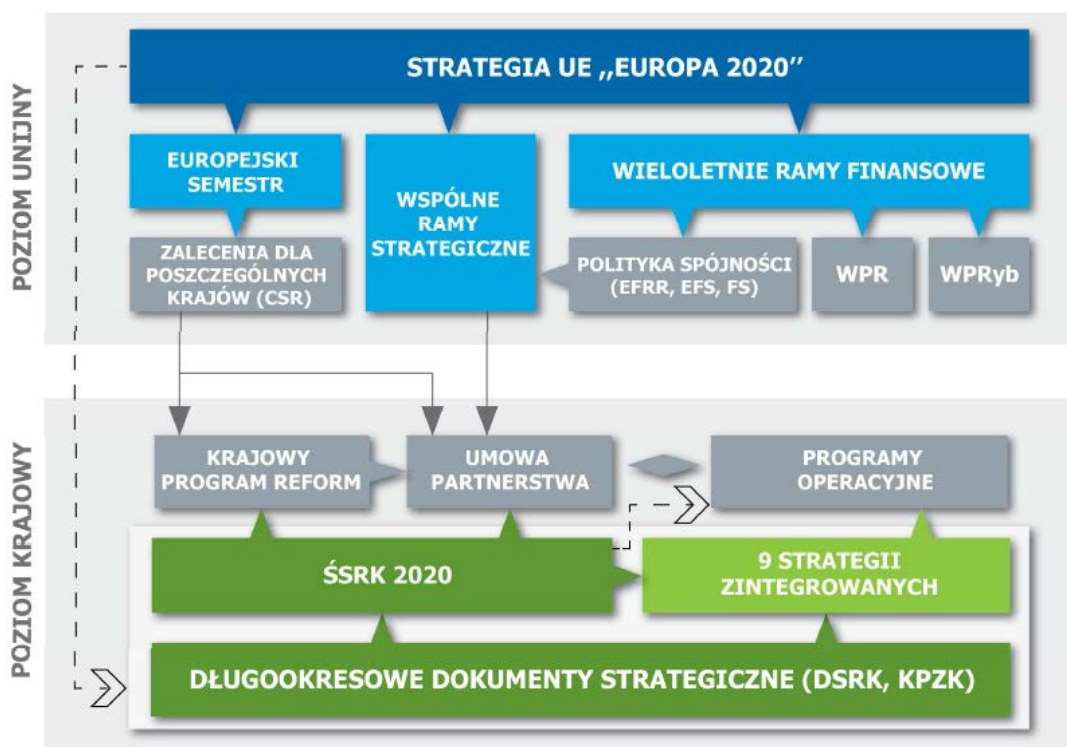 POZIOM UNIJNY
STRATEGIA UE ,,EUROPA 2020”
EUROPEJSKI
SEMESTR
WSPÓLNE
RAMY
STRATEGICZNE
WIELOLETNIE RAMY FINANSOWE
ZALECENIA DLA
POSZCZEGÓLNYCH
KRAJÓW (CSR)
POLITYKA SPÓJNOŚCI
(EFRR, EFS, FS)
WPR
WPRyb
POZIOM KRAJOWY
KRAJOWY
PROGRAM REFORM
UMOWA
PARTNERSTWA
PROGRAMY
OPERACYJNE
ŚSRK 2020
9 STRATEGII
ZINTEGROWANYCH
DŁUGOOKRESOWE DOKUMENTY STRATEGICZNE (DSRK, KPZK)